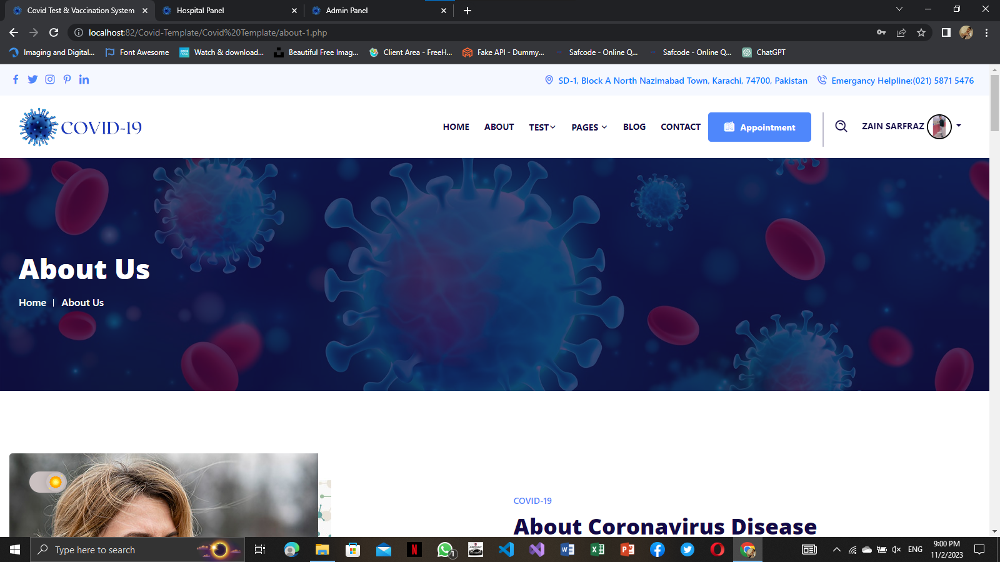 Covid Test & Vaccination System
Hospital Panel
Admin Panel
localhost:82/Covid-Template/Covid%20Template/about-1.php
Imaging and Digital...
Font Awesome
Watch & download...
Beautiful Free Imag...
Client Area - FreeH...
Fake API - Dummy...
Safcode - Online Q...
Safcode - Online Q...
ChatGPT
SD-1, Block A North Nazimabad Town, Karachi, 74700, Pakistan
Emergancy Helpline:(021) 5871 5476
COVID-19
HOME
ABOUT
TEST
PAGES
BLOG
CONTACT
Appointment
ZAIN SARFRAZ
About Us
Home | About Us
COVID-19
About Coronavirus Disease
Type here to search
1
ENG
9:00 PM
11/2/2023